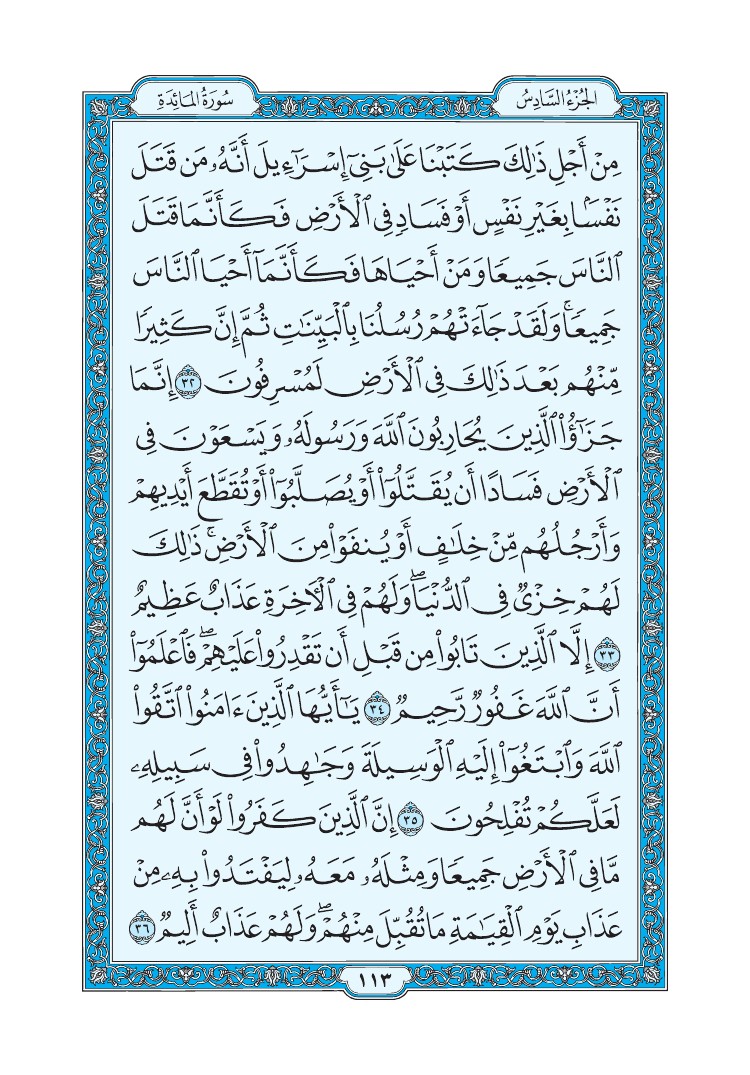 الجُزْءُ السَّادِسُ
سُورَةُ المَائِدَةِ
مِنْ أَجْلِ ذَٰلِكَ كَتَبْنَا عَلَىٰ بَنِيٓ إِسْرَٰٓءِيلَ أَنَّهُۥ مَن قَتَلَ
نَفْسَۢا بِغَيْرِ نَفْسٍ أَوْ فَسَادٖ فِي ٱلْأَرْضِ فَكَأَنَّمَا قَتَلَ
ٱلنَّاسَ جَمِيعٗا وَمَنْ أَحْيَاهَا فَكَأَنَّمَآ أَحْيَا ٱلنَّاسَ
جَمِيعٗاۚ وَلَقَدْ جَآءَتْهُمْ رُسُلُنَا بِٱلْبَيِّنَٰتِ ثُمَّ إِنَّ كَثِيرٗا
مِّنْهُم بَعْدَ ذَٰلِكَ فِي ٱلْأَرْضِ لَمُسْرِفُونَ ٣٢ إِنَّمَا
جَزَٰٓؤُاْ ٱلَّذِينَ يُحَارِبُونَ ٱللَّهَ وَرَسُولَهُۥ وَيَسْعَوْنَ فِي
ٱلْأَرْضِ فَسَادًا أَن يُقَتَّلُوٓاْ أَوْ يُصَلَّبُوٓاْ أَوْ تُقَطَّعَ أَيْدِيهِمْ
وَأَرْجُلُهُم مِّنْ خِلَٰفٍ أَوْ يُنفَوْاْ مِنَ ٱلْأَرْضِۚ ذَٰلِكَ
لَهُمْ خِزْيٞ فِي ٱلدُّنْيَاۖ وَلَهُمْ فِي ٱلْأٓخِرَةِ عَذَابٌ عَظِيمٌ
٣٣ إِلَّا ٱلَّذِينَ تَابُواْ مِن قَبْلِ أَن تَقْدِرُواْ عَلَيْهِمْۖ فَٱعْلَمُوٓاْ
أَنَّ ٱللَّهَ غَفُورٞ رَّحِيمٞ ٣٤ يَٰٓأَيُّهَا ٱلَّذِينَ ءَامَنُواْ ٱتَّقُواْ
ٱللَّهَ وَٱبْتَغُوٓاْ إِلَيْهِ ٱلْوَسِيلَةَ وَجَٰهِدُواْ فِي سَبِيلِهِۦ
لَعَلَّكُمْ تُفْلِحُونَ ٣٥ إِنَّ ٱلَّذِينَ كَفَرُواْ لَوْ أَنَّ لَهُم
مَّا فِي ٱلْأَرْضِ جَمِيعٗا وَمِثْلَهُۥ مَعَهُۥ لِيَفْتَدُواْ بِهِۦ مِنْ
عَذَابِ يَوْمِ ٱلْقِيَٰمَةِ مَا تُقُبِّلَ مِنْهُمْۖ وَلَهُمْ عَذَابٌ أَلِيمٞ ٣٦
١١٣